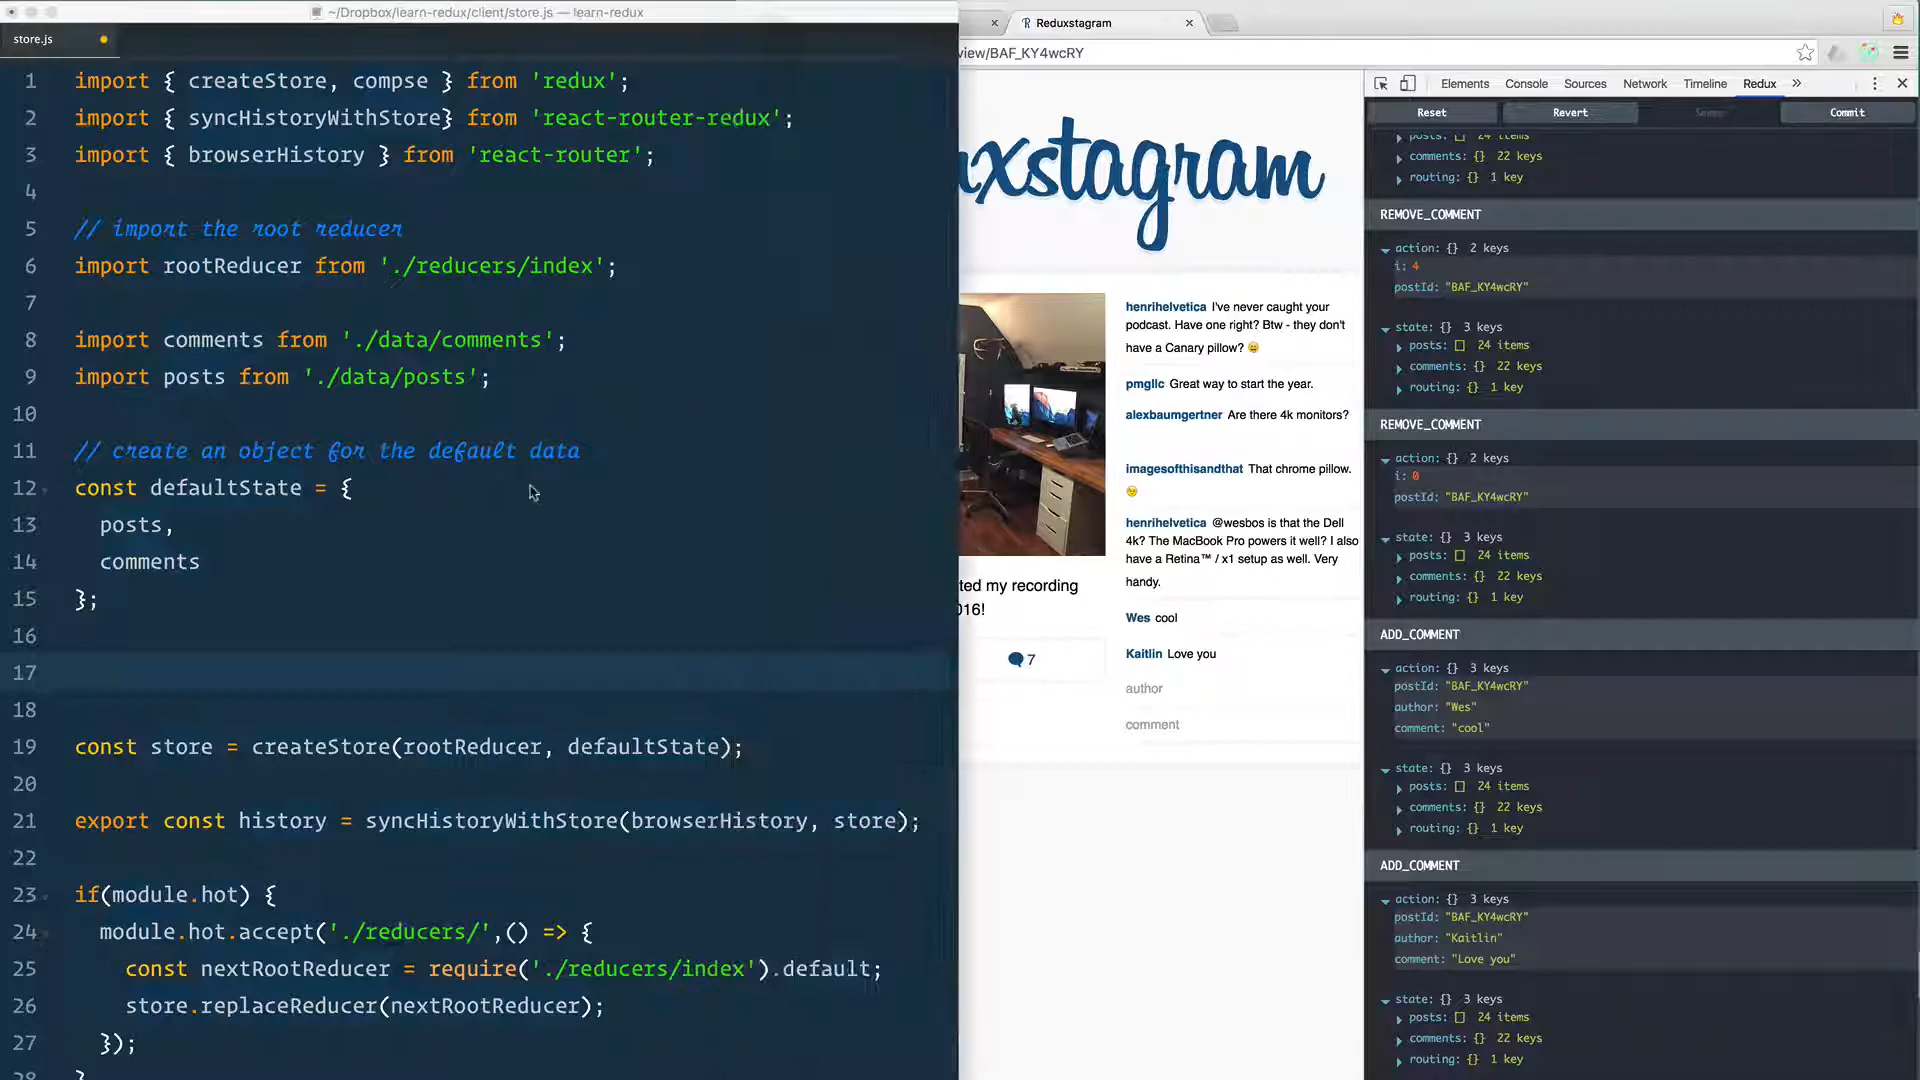 ~/Dropbox/learn-redux/client/store.js — learn-redux
store.js
1 import { createStore, compse } from 'redux';
2 import { syncHistoryWithStore} from 'react-router-redux';
3 import { browserHistory } from 'react-router';
4
5 // import the root reducer
6 import rootReducer from './reducers/index';
7
8 import comments from './data/comments';
9 import posts from './data/posts';
10
11 // create an object for the default data
12 const defaultState = {
13 posts,
14 comments
15 };
16
17
18
19 const store = createStore(rootReducer, defaultState);
20
21 export const history = syncHistoryWithStore(browserHistory, store);
22
23 if(module.hot) {
24 module.hot.accept('./reducers/',() => {
25 const nextRootReducer = require('./reducers/index').default;
26 store.replaceReducer(nextRootReducer);
27 });
28 }
Reduxstagram
view/BAF_KY4wcRY
uxstagram
henrihelvetica I've never caught your
podcast. Have one right? Btw - they don't
have a Canary pillow? 😀
pmgllc Great way to start the year.
alexbaumgertner Are there 4k monitors?
imagesofthisandthat That chrome pillow.
henrihelvetica @wesbos is that the Dell
4k? The MacBook Pro powers it well? I also
have a Retina™ / x1 setup as well. Very
handy.
Wes cool
Kaitlin Love you
author
comment
ted my recording
016!
7
Elements Console Sources Network Timeline Redux »
Reset Revert Sweep Commit
posts: [] 24 items
comments: {} 22 keys
routing: {} 1 key
REMOVE_COMMENT
action: {} 2 keys
i: 4
postId: "BAF_KY4wcRY"
state: {} 3 keys
posts: [] 24 items
comments: {} 22 keys
routing: {} 1 key
REMOVE_COMMENT
action: {} 2 keys
i: 0
postId: "BAF_KY4wcRY"
state: {} 3 keys
posts: [] 24 items
comments: {} 22 keys
routing: {} 1 key
ADD_COMMENT
action: {} 3 keys
postId: "BAF_KY4wcRY"
author: "Wes"
comment: "cool"
state: {} 3 keys
posts: [] 24 items
comments: {} 22 keys
routing: {} 1 key
ADD_COMMENT
action: {} 3 keys
postId: "BAF_KY4wcRY"
author: "Kaitlin"
comment: "Love you"
state: {} 3 keys
posts: [] 24 items
comments: {} 22 keys
routing: {} 1 key